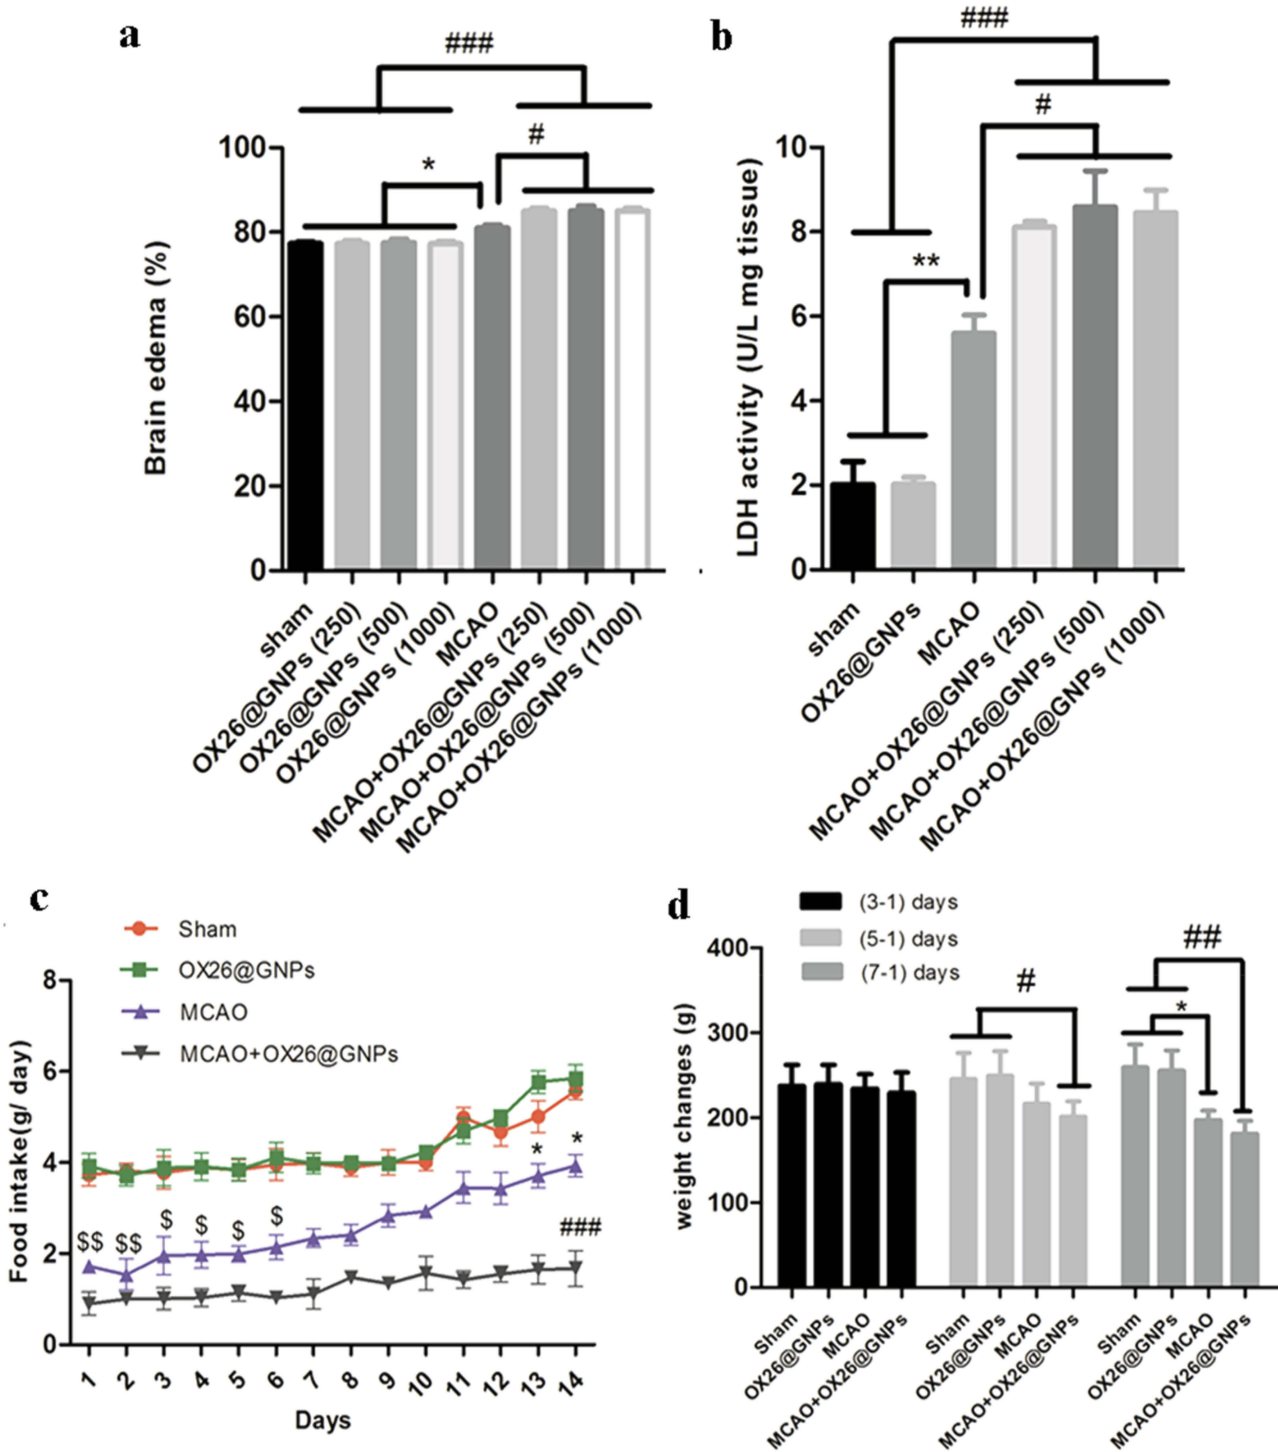 a
###
*
#
100
80
60
40
20
0
Brain edema (%)
sham
OX26@GNPs (250)
OX26@GNPs (500)
OX26@GNPs (1000)
MCAO
MCAO+OX26@GNPs (250)
MCAO+OX26@GNPs (500)
MCAO+OX26@GNPs (1000)
b
###
#
**
10
8
6
4
2
0
LDH activity (U/L mg tissue)
sham
OX26@GNPs
MCAO
MCAO+OX26@GNPs (250)
MCAO+OX26@GNPs (500)
MCAO+OX26@GNPs (1000)
c
Sham
OX26@GNPs
MCAO
MCAO+OX26@GNPs
8
6
4
2
0
Food intake(g/ day)
$$
$$
$
$
$
$
*
*
###
1
2
3
4
5
6
7
8
9
10
11
12
13
14
Days
d
(3-1) days
(5-1) days
(7-1) days
400
300
200
100
0
weight changes (g)
#
##
*
Sham
OX26@GNPs
MCAO
MCAO+OX26@GNPs
Sham
OX26@GNPs
MCAO
MCAO+OX26@GNPs
Sham
OX26@GNPs
MCAO
MCAO+OX26@GNPs